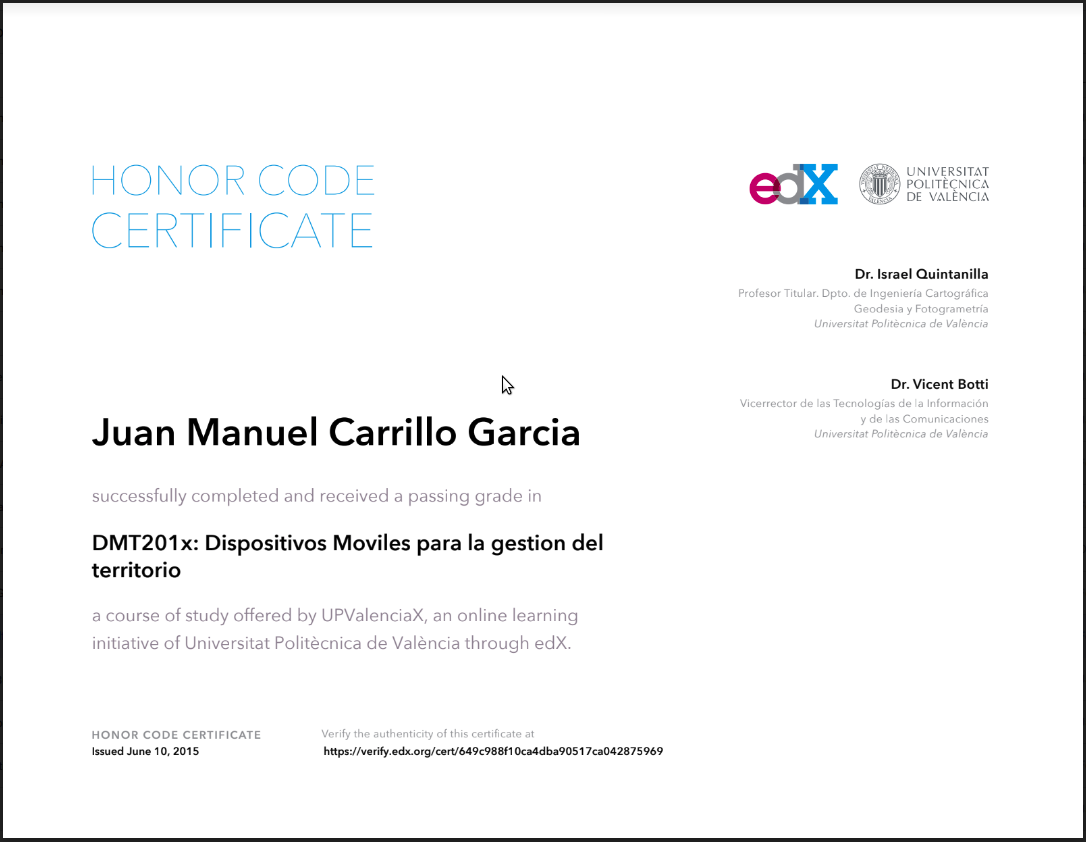 HONOR CODE
CERTIFICATE
edX
UNIVERSITAT
POLITÈCNICA
DE VALÈNCIA
Dr. Israel Quintanilla
Profesor Titular. Dpto. de Ingeniería Cartográfica
Geodesia y Fotogrametría
Universitat Politècnica de València
Dr. Vicent Botti
Vicerrector de las Tecnologías de la Información
y de las Comunicaciones
Universitat Politècnica de València
Juan Manuel Carrillo Garcia
successfully completed and received a passing grade in
DMT201x: Dispositivos Moviles para la gestion del
territorio
a course of study offered by UPValenciaX, an online learning
initiative of Universitat Politècnica de València through edX.
HONOR CODE CERTIFICATE
Issued June 10, 2015
Verify the authenticity of this certificate at
https://verify.edx.org/cert/649c988f10ca4dba90517ca042875969